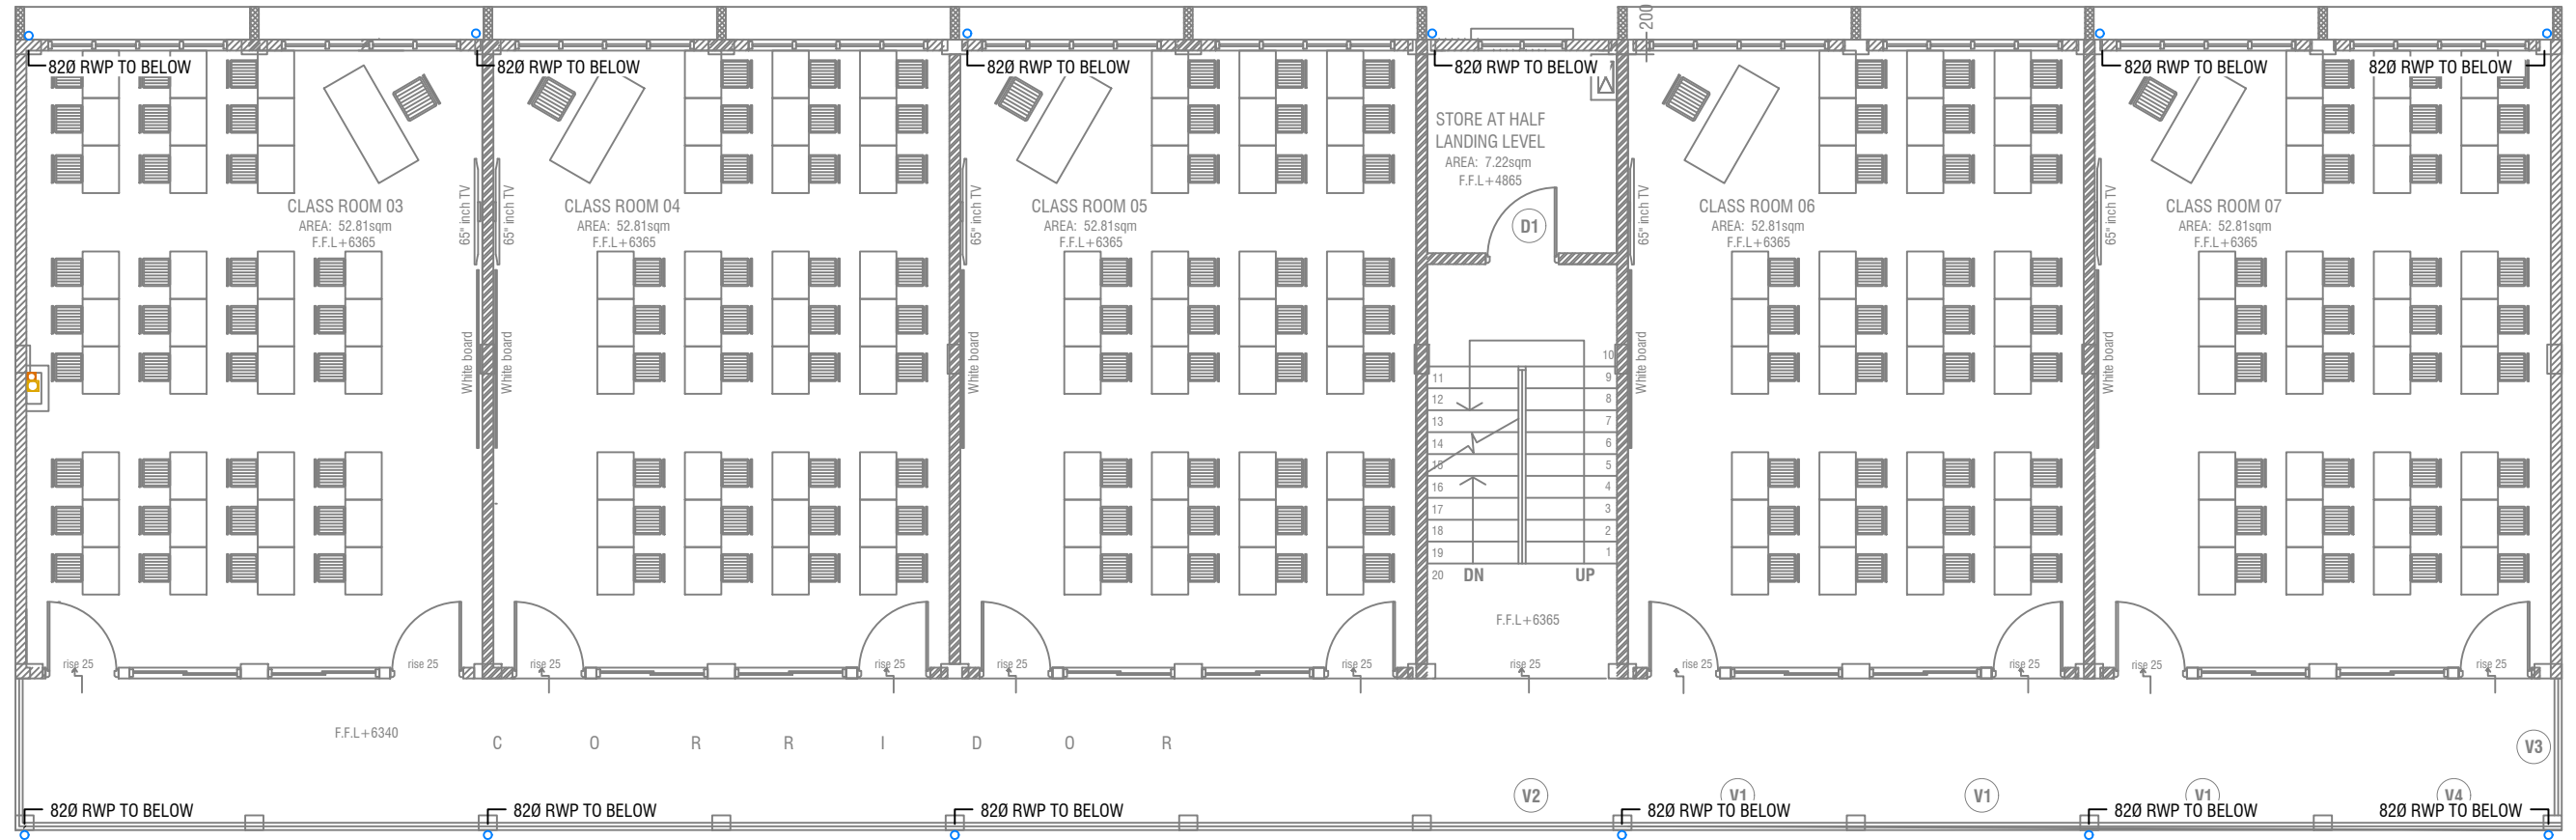 200
82Ø RWP TO BELOW
82Ø RWP TO BELOW
82Ø RWP TO BELOW
82Ø RWP TO BELOW
82Ø RWP TO BELOW
82Ø RWP TO BELOW
CLASS ROOM 03
AREA: 52.81sqm
F.F.L+6365
65" inch TV
White board
65" inch TV
White board
CLASS ROOM 04
AREA: 52.81sqm
F.F.L+6365
65" inch TV
White board
CLASS ROOM 05
AREA: 52.81sqm
F.F.L+6365
STORE AT HALF
LANDING LEVEL
AREA: 7.22sqm
F.F.L+4865
D1
65" inch TV
White board
CLASS ROOM 06
AREA: 52.81sqm
F.F.L+6365
65" inch TV
White board
CLASS ROOM 07
AREA: 52.81sqm
F.F.L+6365
10
11 9
12 8
13 7
14 6
15 5
16 4
17 3
18 2
19 1
20 DN UP
F.F.L+6365
rise 25
rise 25
rise 25
rise 25
rise 25
rise 25
rise 25
rise 25
rise 25
rise 25
rise 25
F.F.L+6340
C O R R I D O R
V3
V2
V1
V1
V1
V4
82Ø RWP TO BELOW
82Ø RWP TO BELOW
82Ø RWP TO BELOW
82Ø RWP TO BELOW
82Ø RWP TO BELOW
82Ø RWP TO BELOW